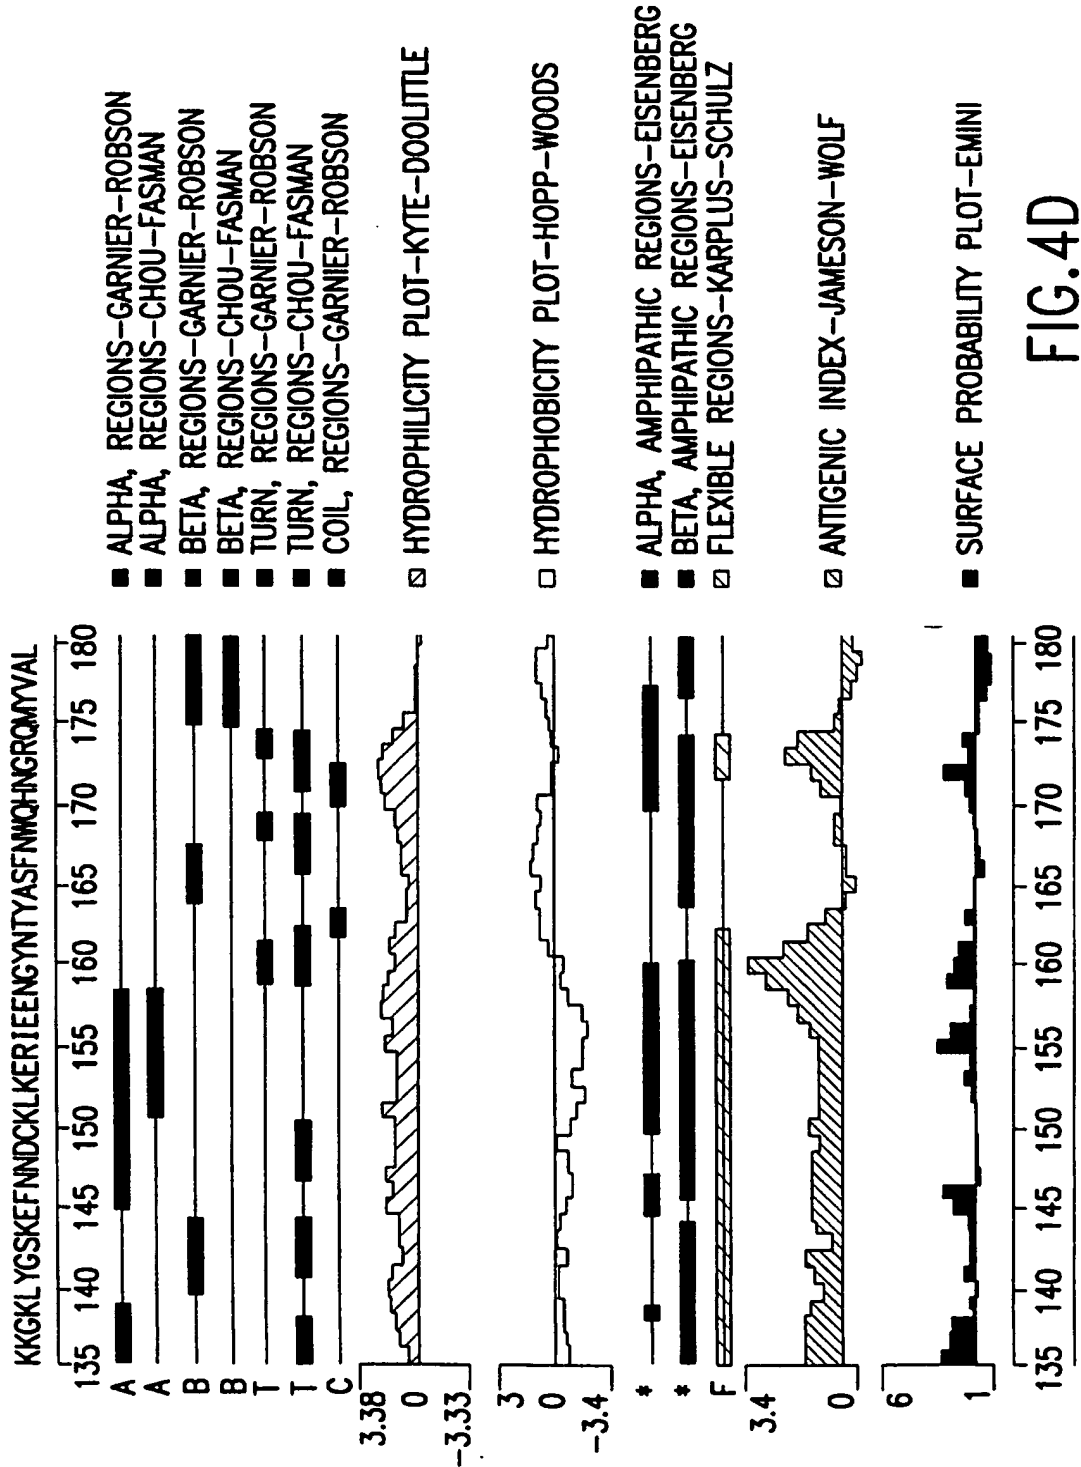 KKGKLYGSKEFNNDCKLKERIEENGYNTYASFNWQHNGRQMYVAL
135 140 145 150 155 160 165 170 175 180
A ALPHA, REGIONS-GARNIER-ROBSON
A ALPHA, REGIONS-CHOU-FASMAN
B BETA, REGIONS-GARNIER-ROBSON
B BETA, REGIONS-CHOU-FASMAN
T TURN, REGIONS-GARNIER-ROBSON
T TURN, REGIONS-CHOU-FASMAN
C COIL, REGIONS-GARNIER-ROBSON
3.38
0 HYDROPHILICITY PLOT-KYTE-DOOLITTLE
-3.33
3
0 HYDROPHOBICITY PLOT-HOPP-WOODS
-3.4
* ALPHA, AMPHIPATHIC REGIONS-EISENBERG
* BETA, AMPHIPATHIC REGIONS-EISENBERG
F FLEXIBLE REGIONS-KARPLUS-SCHULZ
3.4
0 ANTIGENIC INDEX-JAMESON-WOLF
6
1 SURFACE PROBABILITY PLOT-EMINI
135 140 145 150 155 160 165 170 175 180
FIG.4D